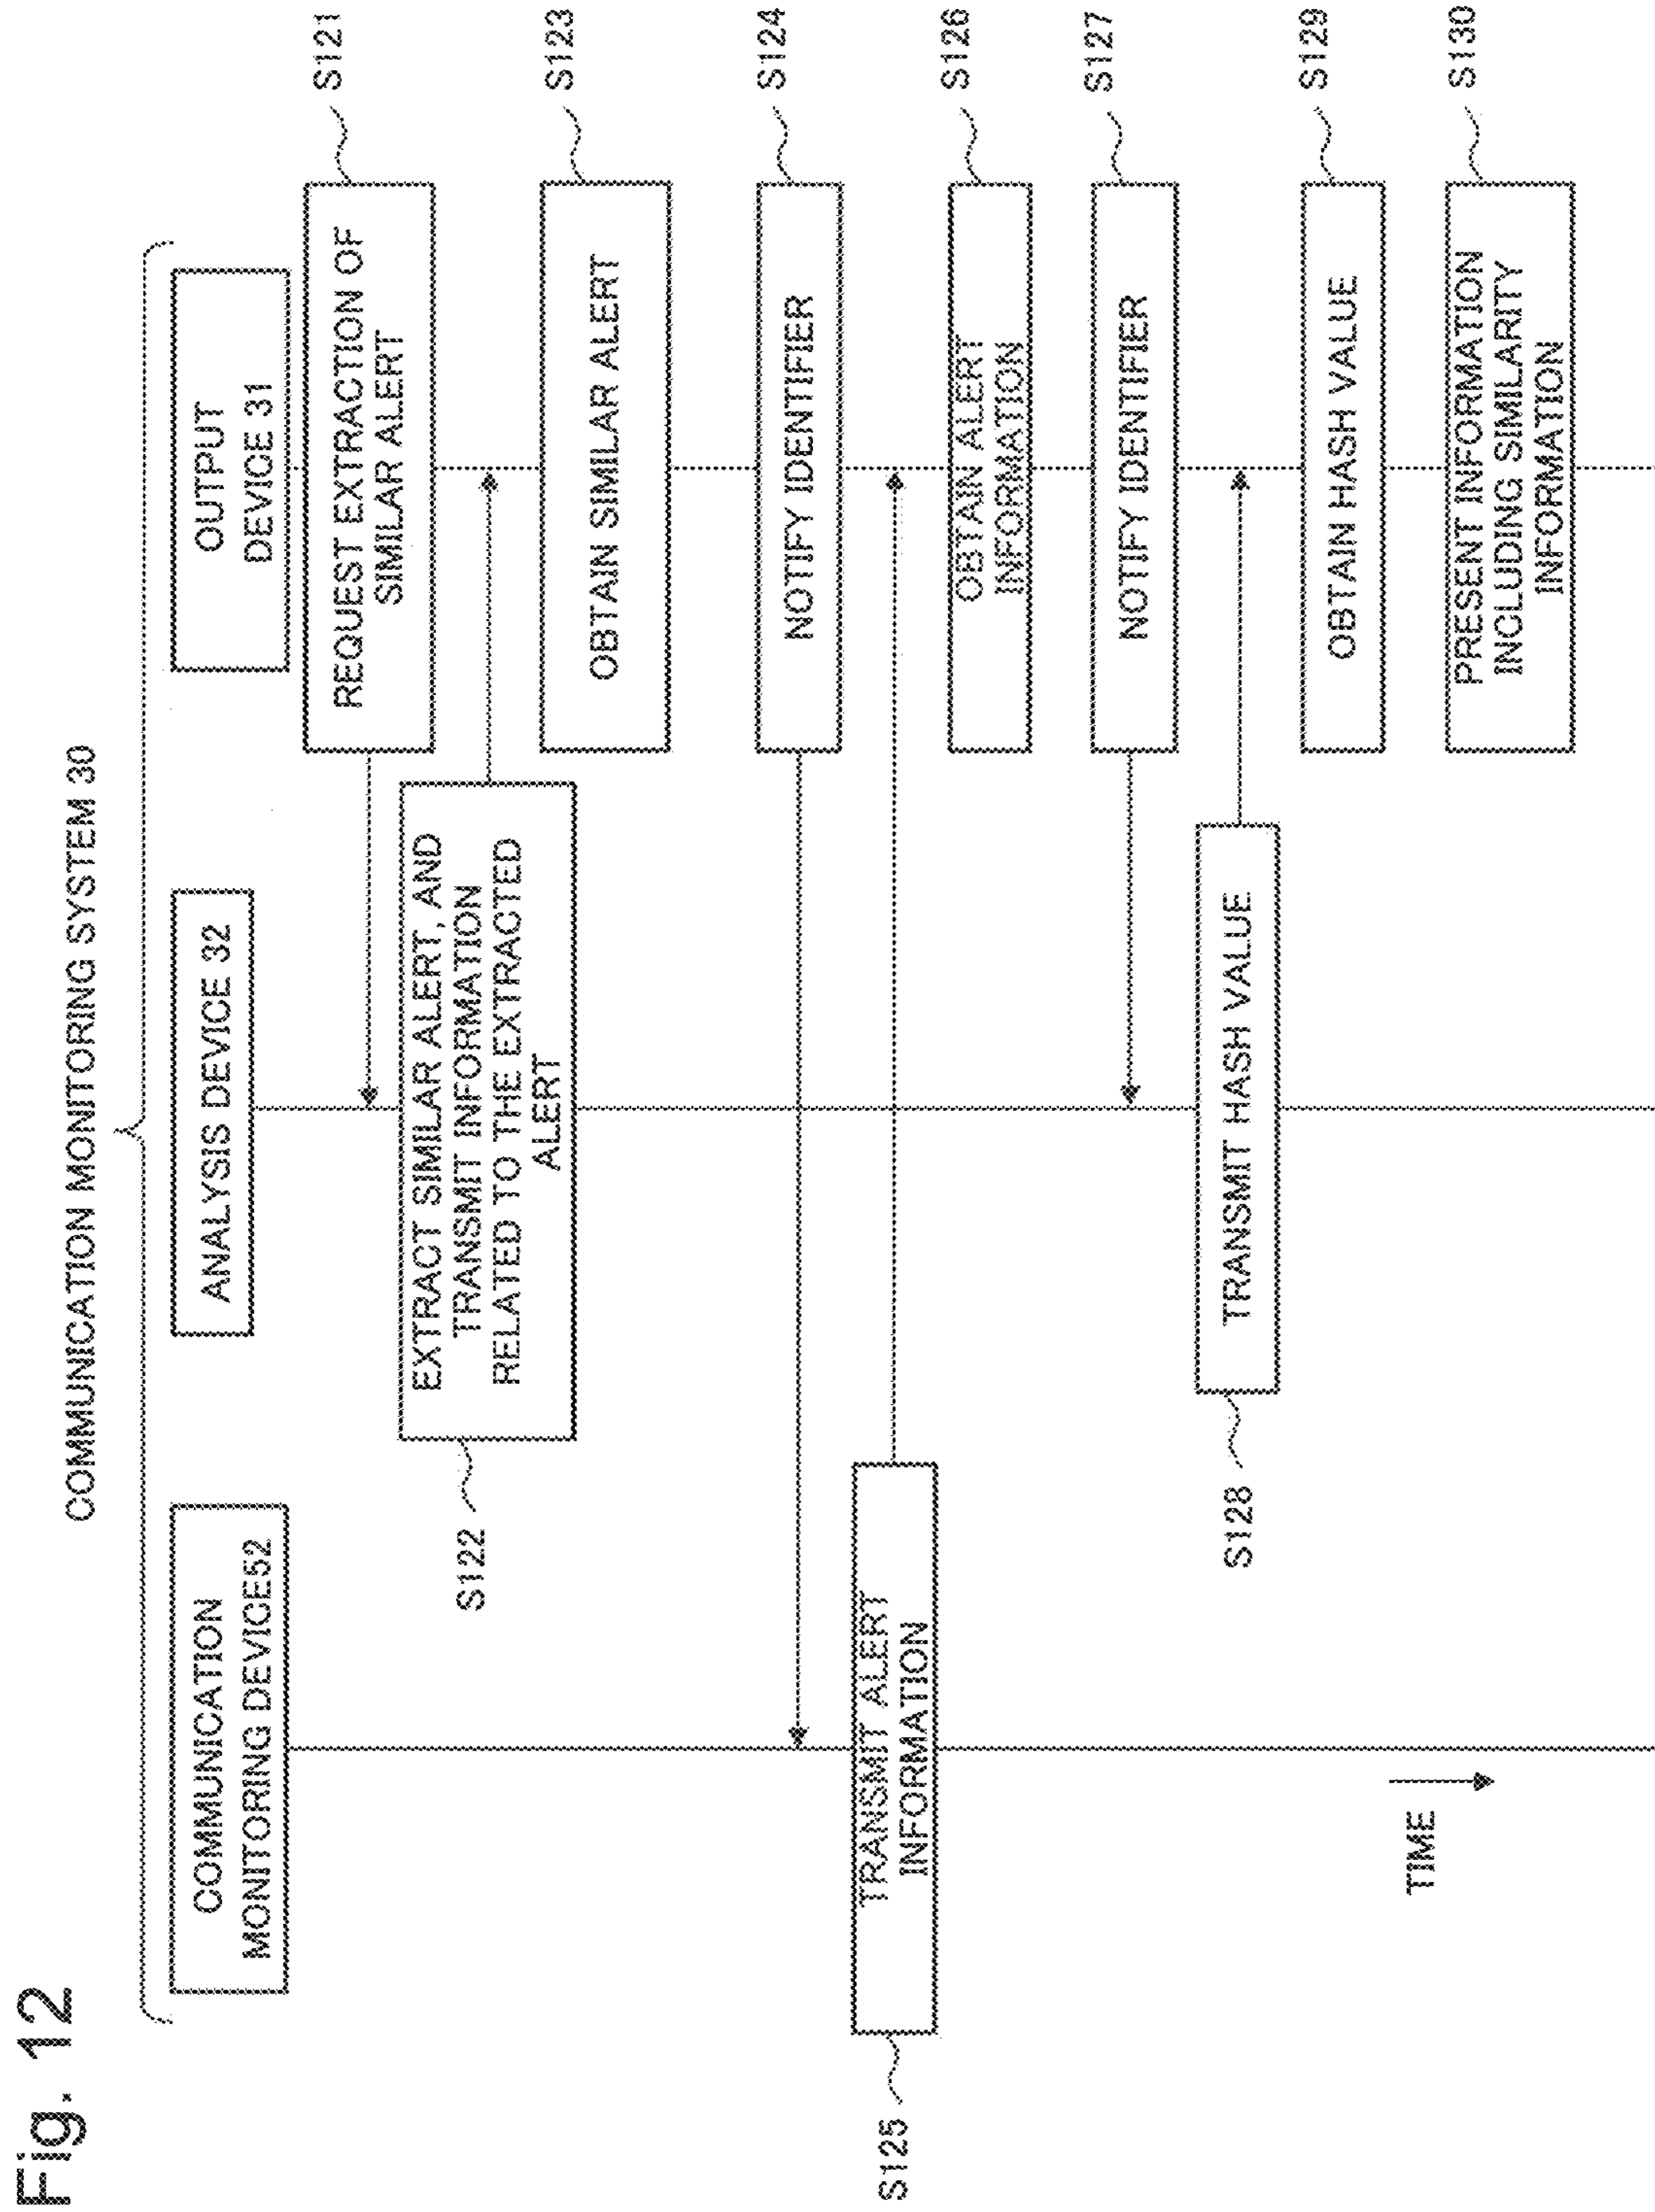 Fig. 12
COMMUNICATION MONITORING SYSTEM 30
COMMUNICATION
MONITORING DEVICE52
ANALYSIS DEVICE 32
OUTPUT
DEVICE 31
REQUEST EXTRACTION OF
SIMILAR ALERT
S121
EXTRACT SIMILAR ALERT, AND
TRANSMIT INFORMATION
RELATED TO THE EXTRACTED
ALERT
S122
OBTAIN SIMILAR ALERT
S123
NOTIFY IDENTIFIER
S124
TRANSMIT ALERT
INFORMATION
S125
OBTAIN ALERT
INFORMATION
S126
NOTIFY IDENTIFIER
S127
TRANSMIT HASH VALUE
S128
OBTAIN HASH VALUE
S129
PRESENT INFORMATION
INCLUDING SIMILARITY
INFORMATION
S130
TIME